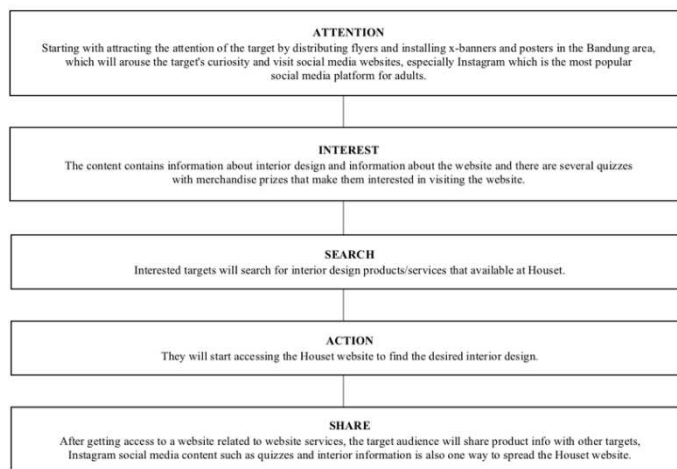 ATTENTION
Starting with attracting the attention of the target by distributing flyers and installing x-banners and posters in the Bandung area,
which will arouse the target's curiosity and visit social media websites, especially Instagram which is the most popular
social media platform for adults.
INTEREST
The content contains information about interior design and information about the website and there are several quizzes
with merchandise prizes that make them interested in visiting the website.
SEARCH
Interested targets will search for interior design products/services that available at Houset.
ACTION
They will start accessing the Houset website to find the desired interior design.
SHARE
After getting access to a website related to website services, the target audience will share product info with other targets,
Instagram social media content such as quizzes and interior information is also one way to spread the Houset website.